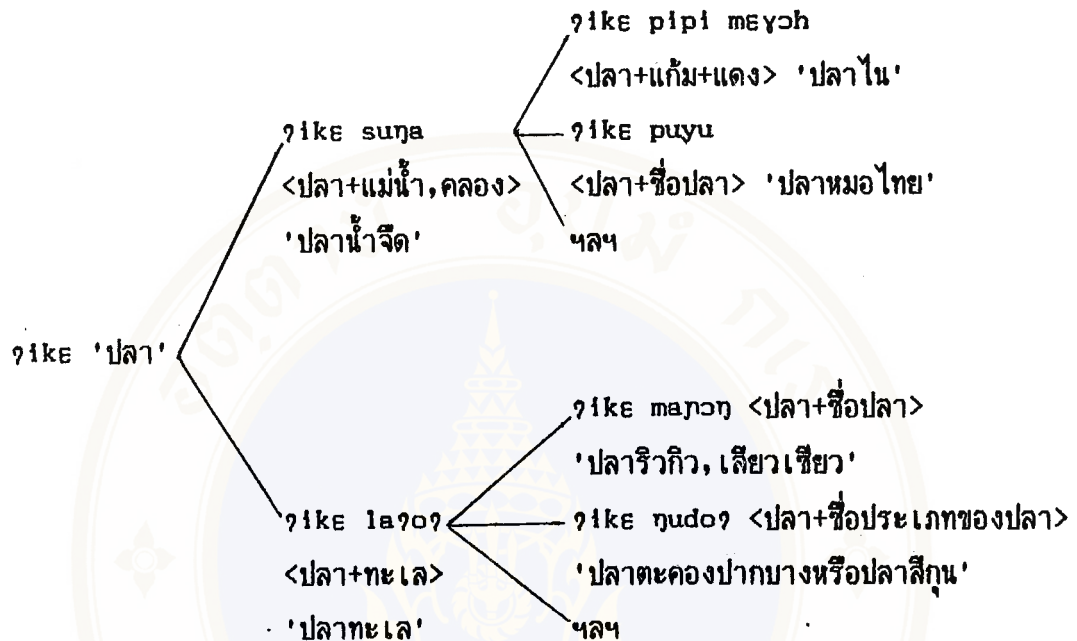 ʔikɛ pipi mɛɣɔh
<ปลา+แก้ม+แดง> 'ปลาไน'
ʔikɛ suŋa
ʔikɛ puyu
<ปลา+แม่น้ำ,คลอง>
<ปลา+ชื่อปลา> 'ปลาหมอไทย'
'ปลาน้ำจืด'
ฯลฯ
ʔikɛ 'ปลา'
ʔikɛ maɲɔŋ <ปลา+ชื่อปลา>
'ปลาริวกิว, เลียวเซียว'
ʔikɛ laʔoʔ
ʔikɛ ŋudoʔ <ปลา+ชื่อประเภทของปลา>
<ปลา+ทะเล>
'ปลาตะคองปากบางหรือปลาสีกุน'
'ปลาทะเล'
ฯลฯ